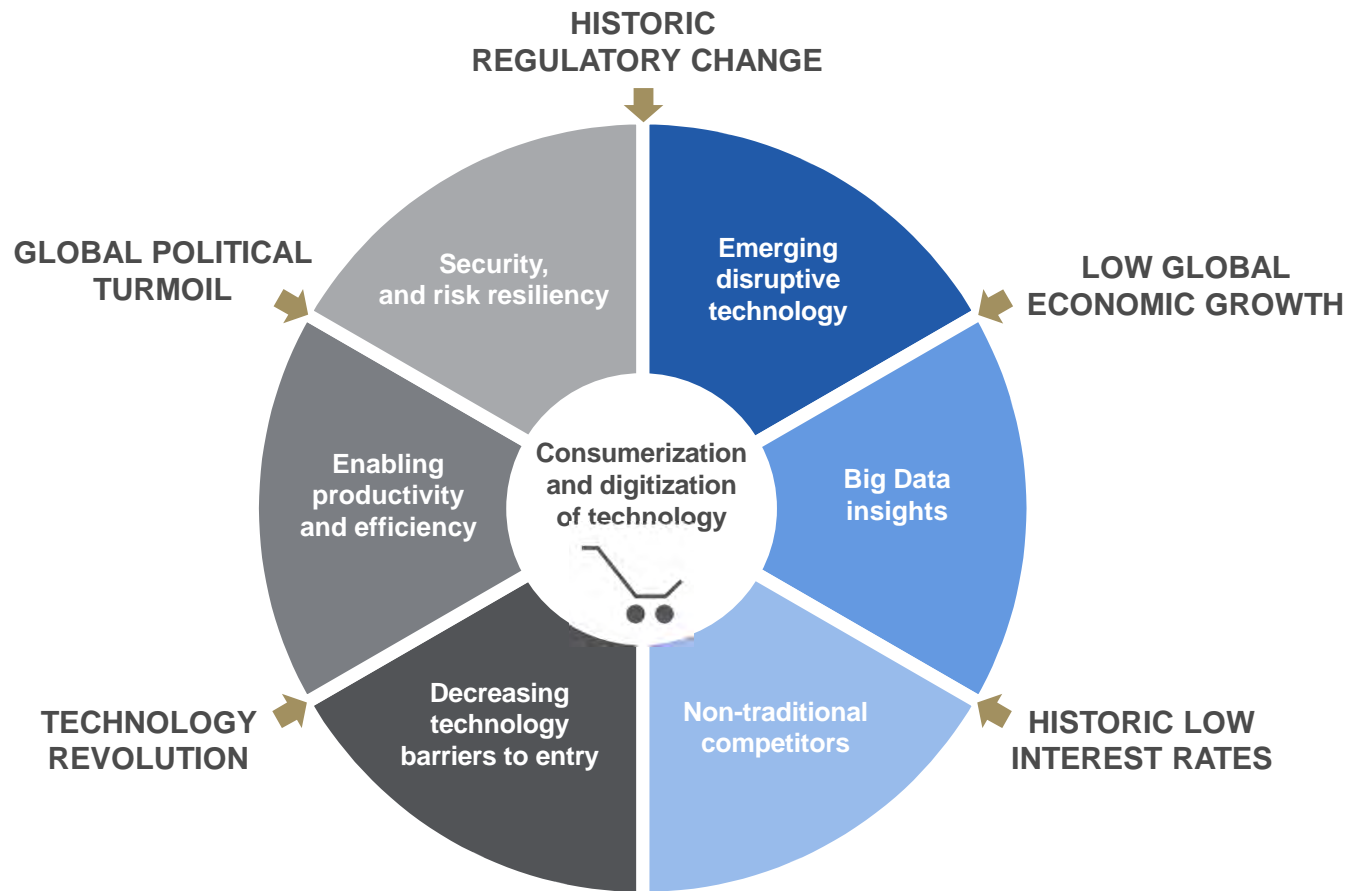 HISTORIC
REGULATORY CHANGE
GLOBAL POLITICAL
TURMOIL
LOW GLOBAL
ECONOMIC GROWTH
Security,
and risk resiliency
Emerging
disruptive
technology
Enabling
productivity
and efficiency
Consumerization
and digitization
of technology
Big Data
insights
Decreasing
technology
barriers to entry
Non-traditional
competitors
TECHNOLOGY
REVOLUTION
HISTORIC LOW
INTEREST RATES